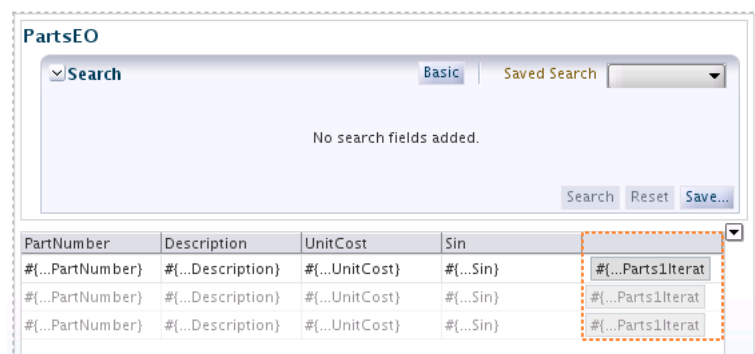 PartsEO
Search Basic Saved Search
No search fields added.
Search Reset Save...
PartNumber Description UnitCost Sin
#{...PartNumber} #{...Description} #{...UnitCost} #{...Sin} #{...Parts1Iterat
#{...PartNumber} #{...Description} #{...UnitCost} #{...Sin} #{...Parts1Iterat
#{...PartNumber} #{...Description} #{...UnitCost} #{...Sin} #{...Parts1Iterat